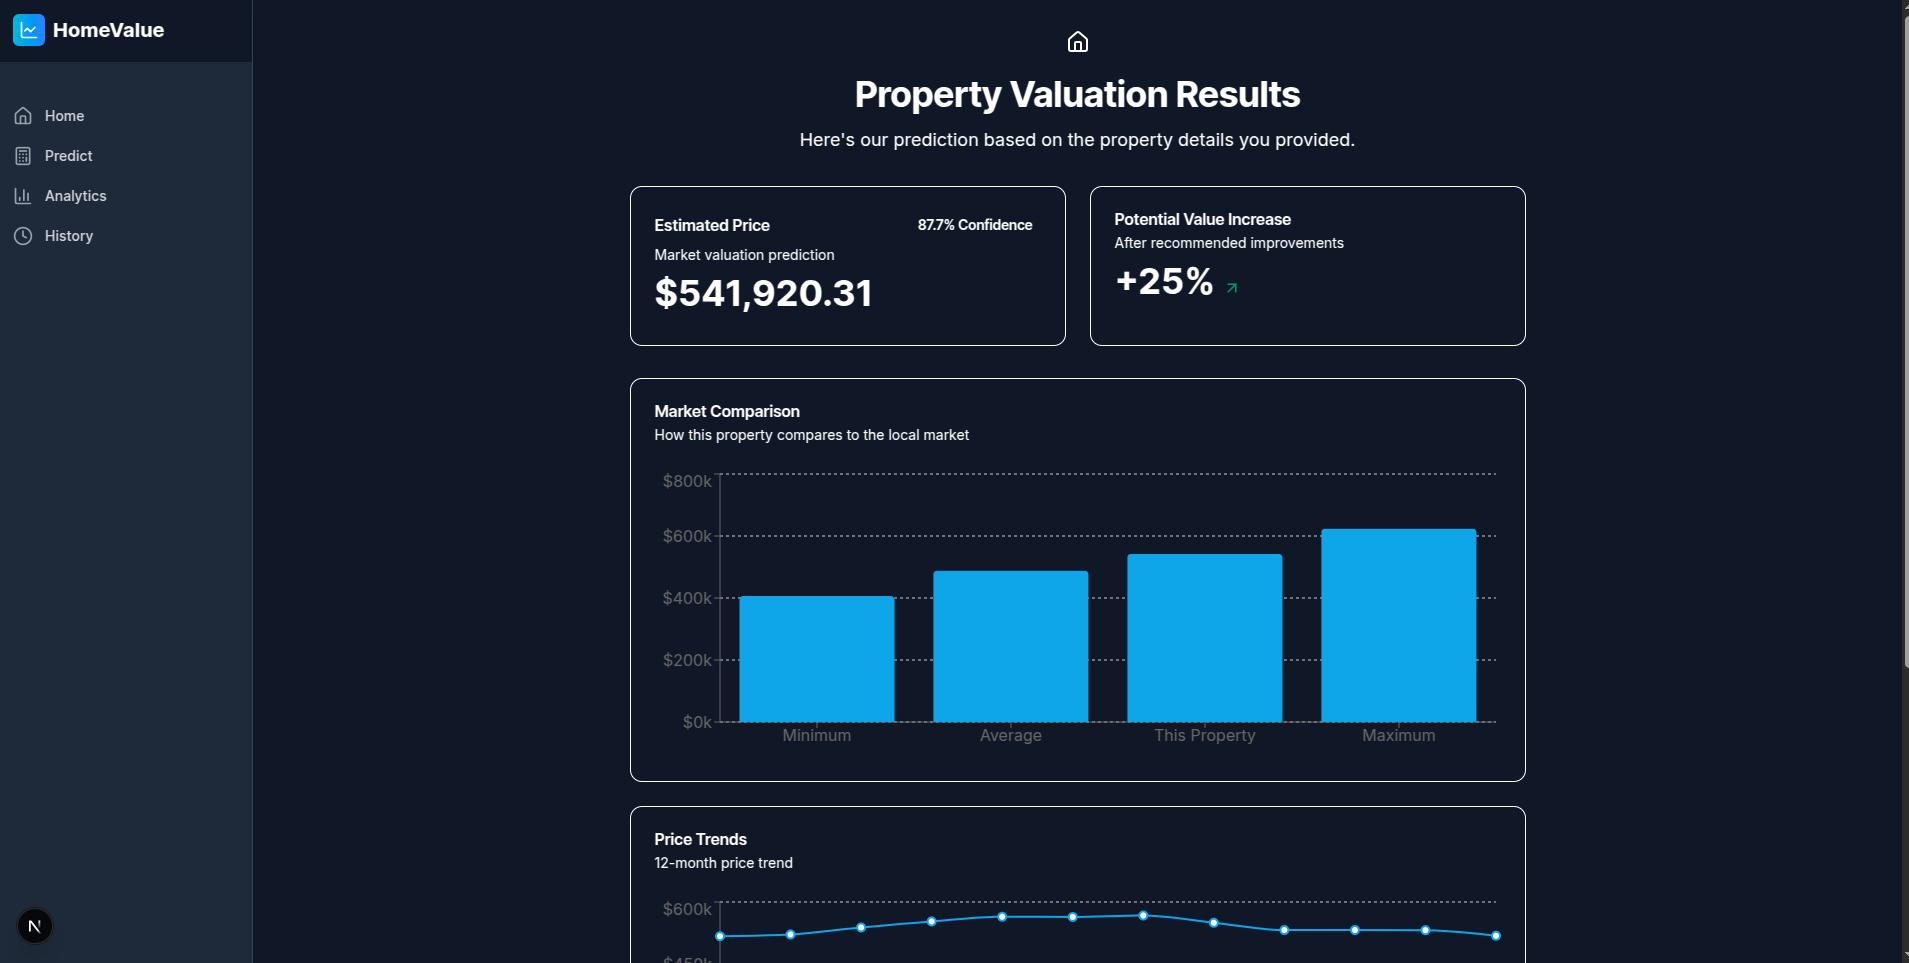 HomeValue
Home
Predict
Analytics
History
N
Property Valuation Results
Here's our prediction based on the property details you provided.
Estimated Price
87.7% Confidence
Market valuation prediction
$541,920.31
Potential Value Increase
After recommended improvements
+25%
Market Comparison
How this property compares to the local market
$800k
$600k
$400k
$200k
$0k
Minimum
Average
This Property
Maximum
Price Trends
12-month price trend
$600k
$450k